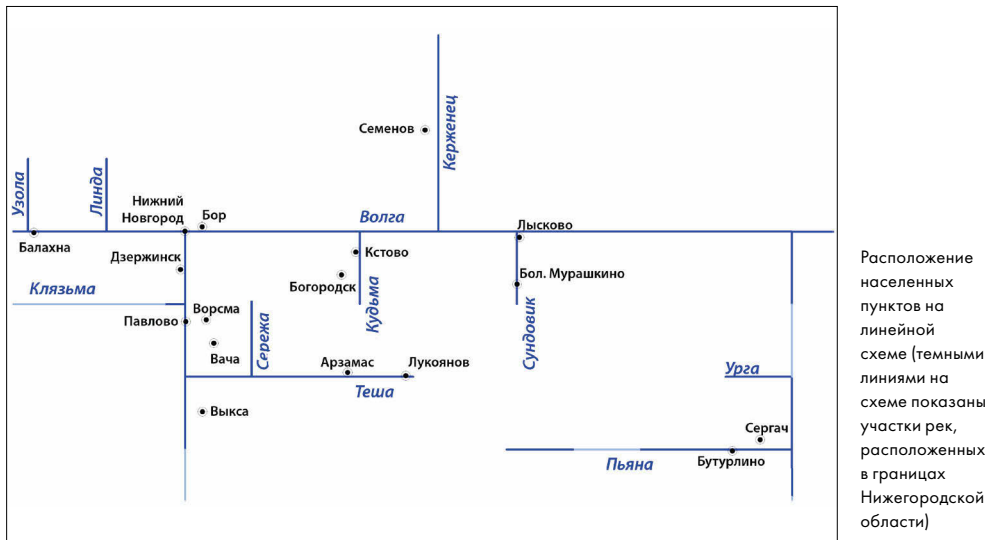 Семенов
Керженец
Узола
Линда
Нижний
Новгород
Бор
Волга
Лысково
Балахна
Кстово
Дзержинск
Богородск
Бол. Мурашкино
Клязьма
Ворсма
Павлово
Вача
Сережа
Кудьма
Сундовик
Арзамас
Лукоянов
Теша
Урга
Выкса
Сергач
Пьяна
Бутурлино
Расположение
населенных
пунктов на
линейной
схеме (темными
линиями на
схеме показаны
участки рек,
расположенных
в границах
Нижегородской
области)